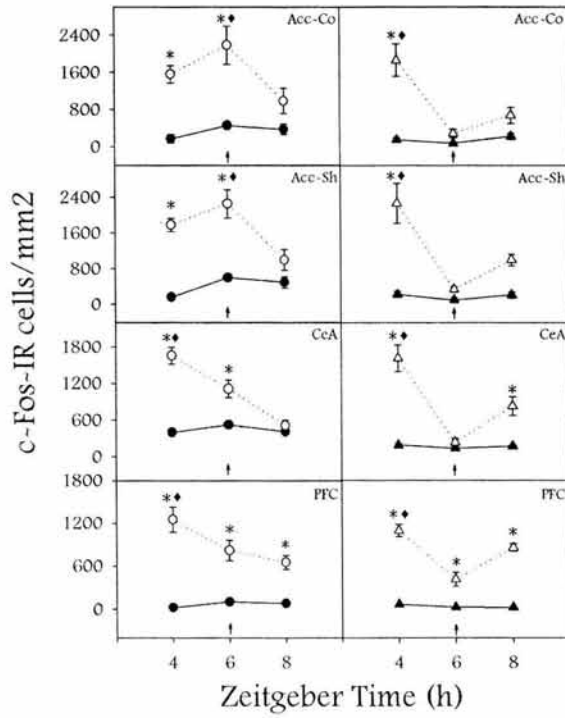 c-Fos-IR cells/mm2
Acc-Co
Acc-Co
2400
1600
800
0
*♦
*
*♦
Acc-Sh
Acc-Sh
2400
1600
800
0
*♦
*
*♦
CeA
CeA
1800
1200
600
0
*♦
*
*♦
*
PFC
PFC
1800
1200
600
0
*♦
*
*
*♦
*
*
4 6 8 4 6 8
Zeitgeber Time (h)